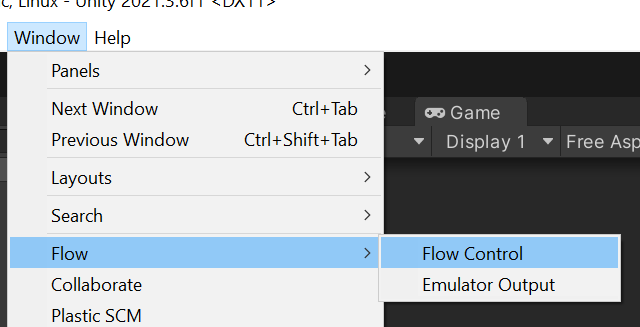 c, Linux - Unity 2021.3.6f1 <DX11>
Window Help
Panels
Next Window Ctrl+Tab
Previous Window Ctrl+Shift+Tab
Layouts
Search
Flow
Collaborate
Plastic SCM
Flow Control
Emulator Output
Game
Display 1 Free Asp